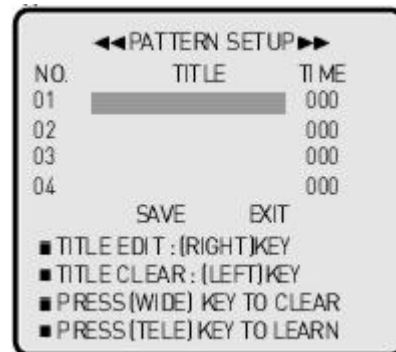 ◄◄PATTERN SETUP►►
NO. TITLE TIME
01 000
02 000
03 000
04 000
SAVE EXIT
■ TITLE EDIT : (RIGHT)KEY
■ TITLE CLEAR : (LEFT)KEY
■ PRESS (WIDE) KEY TO CLEAR
■ PRESS (TELE) KEY TO LEARN